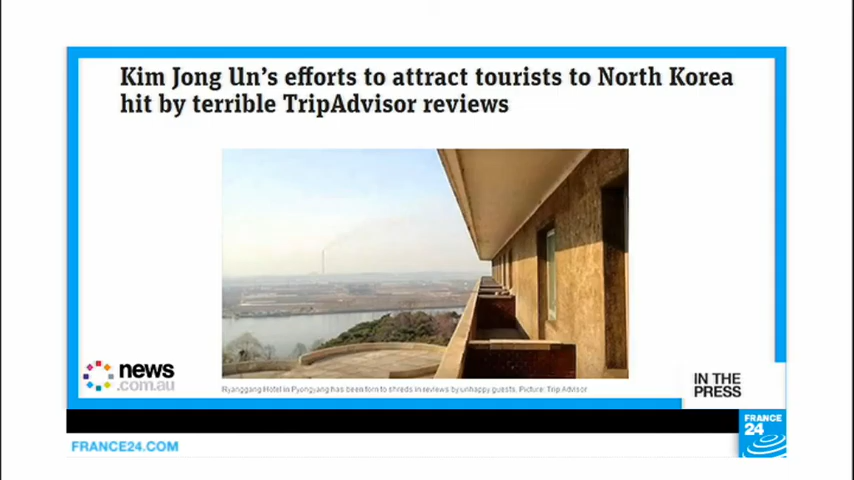 Kim Jong Un's efforts to attract tourists to North Korea
hit by terrible TripAdvisor reviews
news
.com.au
Ryanggang Hotel in Pyongyang has been torn to shreds in reviews by unhappy guests. Picture: Trip Advisor
IN THE
PRESS
FRANCE
24
FRANCE24.COM